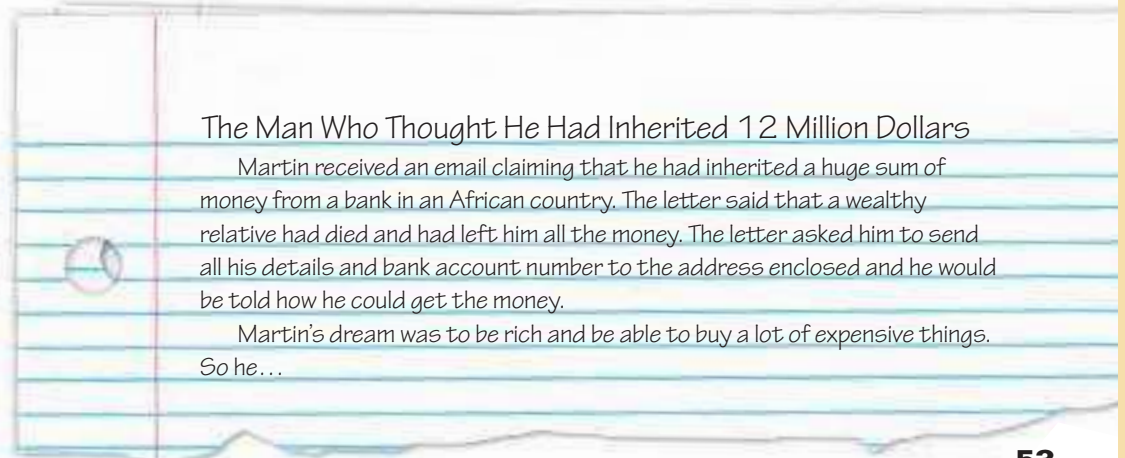 The Man Who Thought He Had Inherited 12 Million Dollars
Martin received an email claiming that he had inherited a huge sum of
money from a bank in an African country. The letter said that a wealthy
relative had died and had left him all the money. The letter asked him to send
all his details and bank account number to the address enclosed and he would
be told how he could get the money.
Martin's dream was to be rich and be able to buy a lot of expensive things.
So he...
53